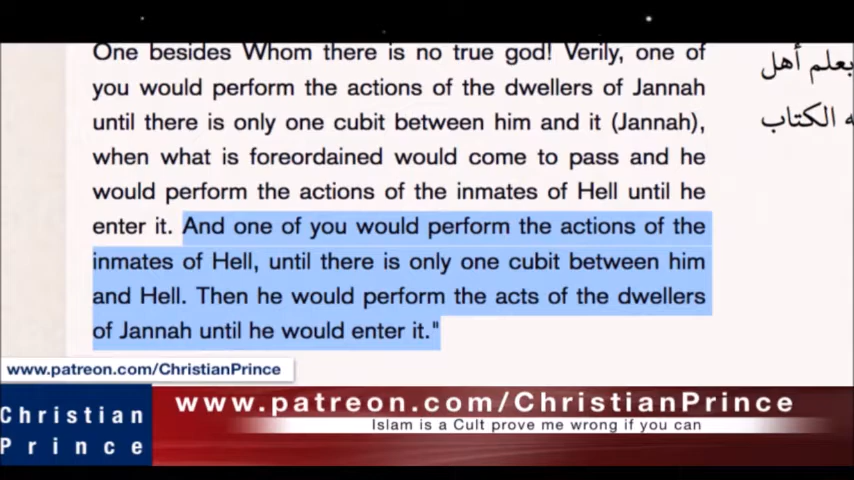 One besides Whom there is no true god! Verily, one of
you would perform the actions of the dwellers of Jannah
until there is only one cubit between him and it (Jannah),
when what is foreordained would come to pass and he
would perform the actions of the inmates of Hell until he
enter it. And one of you would perform the actions of the
inmates of Hell, until there is only one cubit between him
and Hell. Then he would perform the acts of the dwellers
of Jannah until he would enter it."
بعلم أهل
ه الكتاب
www.patreon.com/ChristianPrince
Christian
Prince
www.patreon.com/ChristianPrince
Islam is a Cult prove me wrong if you can